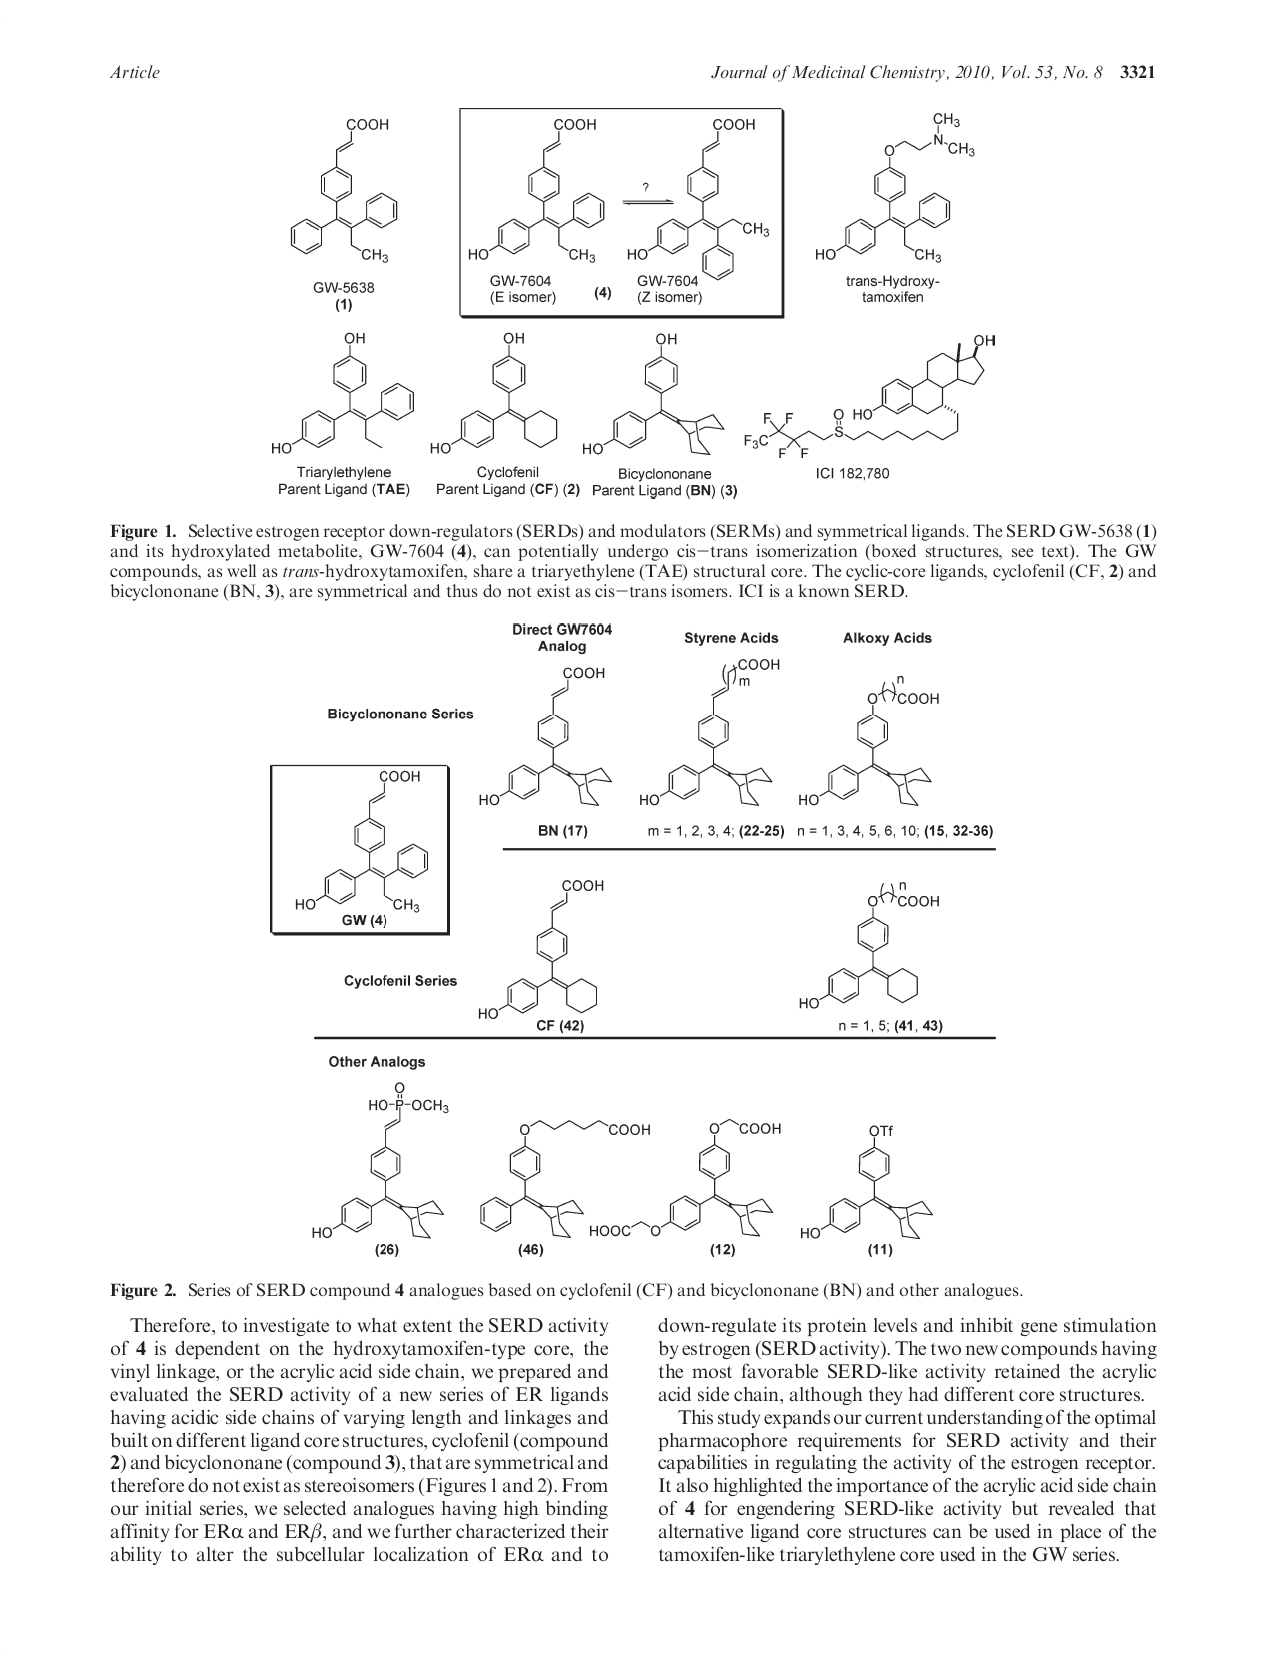 Article
Journal of Medicinal Chemistry, 2010, Vol. 53, No. 8 3321
COOH
CH3
GW-5638
(1)
COOH
HO
CH3
GW-7604
(E isomer)
?
(4)
COOH
CH3
HO
GW-7604
(Z isomer)
CH3
N
CH3
O
HO
CH3
trans-Hydroxy-
tamoxifen
OH
HO
Triarylethylene
Parent Ligand (TAE)
OH
HO
Cyclofenil
Parent Ligand (CF) (2)
OH
HO
Bicyclononane
Parent Ligand (BN) (3)
OH
HO
O
S
F F
F3C
F F
ICI 182,780
Figure 1. Selective estrogen receptor down-regulators (SERDs) and modulators (SERMs) and symmetrical ligands. The SERD GW-5638 (1)
and its hydroxylated metabolite, GW-7604 (4), can potentially undergo cis−trans isomerization (boxed structures, see text). The GW
compounds, as well as trans-hydroxytamoxifen, share a triaryethylene (TAE) structural core. The cyclic-core ligands, cyclofenil (CF, 2) and
bicyclononane (BN, 3), are symmetrical and thus do not exist as cis−trans isomers. ICI is a known SERD.
Direct GW7604
Analog
Styrene Acids
Alkoxy Acids
Bicyclononane Series
COOH
HO
BN (17)
COOH
( )m
HO
m = 1, 2, 3, 4; (22-25)
( )n
O
COOH
HO
n = 1, 3, 4, 5, 6, 10; (15, 32-36)
COOH
HO
CH3
GW (4)
Cyclofenil Series
COOH
HO
CF (42)
( )n
O
COOH
HO
n = 1, 5; (41, 43)
Other Analogs
O
HO-P-OCH3
HO
(26)
O
COOH
(46)
O
COOH
HOOC
O
(12)
OTf
HO
(11)
Figure 2. Series of SERD compound 4 analogues based on cyclofenil (CF) and bicyclononane (BN) and other analogues.
Therefore, to investigate to what extent the SERD activity
of 4 is dependent on the hydroxytamoxifen-type core, the
vinyl linkage, or the acrylic acid side chain, we prepared and
evaluated the SERD activity of a new series of ER ligands
having acidic side chains of varying length and linkages and
built on different ligand core structures, cyclofenil (compound
2) and bicyclononane (compound 3), that are symmetrical and
therefore do not exist as stereoisomers (Figures 1 and 2). From
our initial series, we selected analogues having high binding
affinity for ERα and ERβ, and we further characterized their
ability to alter the subcellular localization of ERα and to
down-regulate its protein levels and inhibit gene stimulation
by estrogen (SERD activity). The two new compounds having
the most favorable SERD-like activity retained the acrylic
acid side chain, although they had different core structures.
This study expands our current understanding of the optimal
pharmacophore requirements for SERD activity and their
capabilities in regulating the activity of the estrogen receptor.
It also highlighted the importance of the acrylic acid side chain
of 4 for engendering SERD-like activity but revealed that
alternative ligand core structures can be used in place of the
tamoxifen-like triarylethylene core used in the GW series.